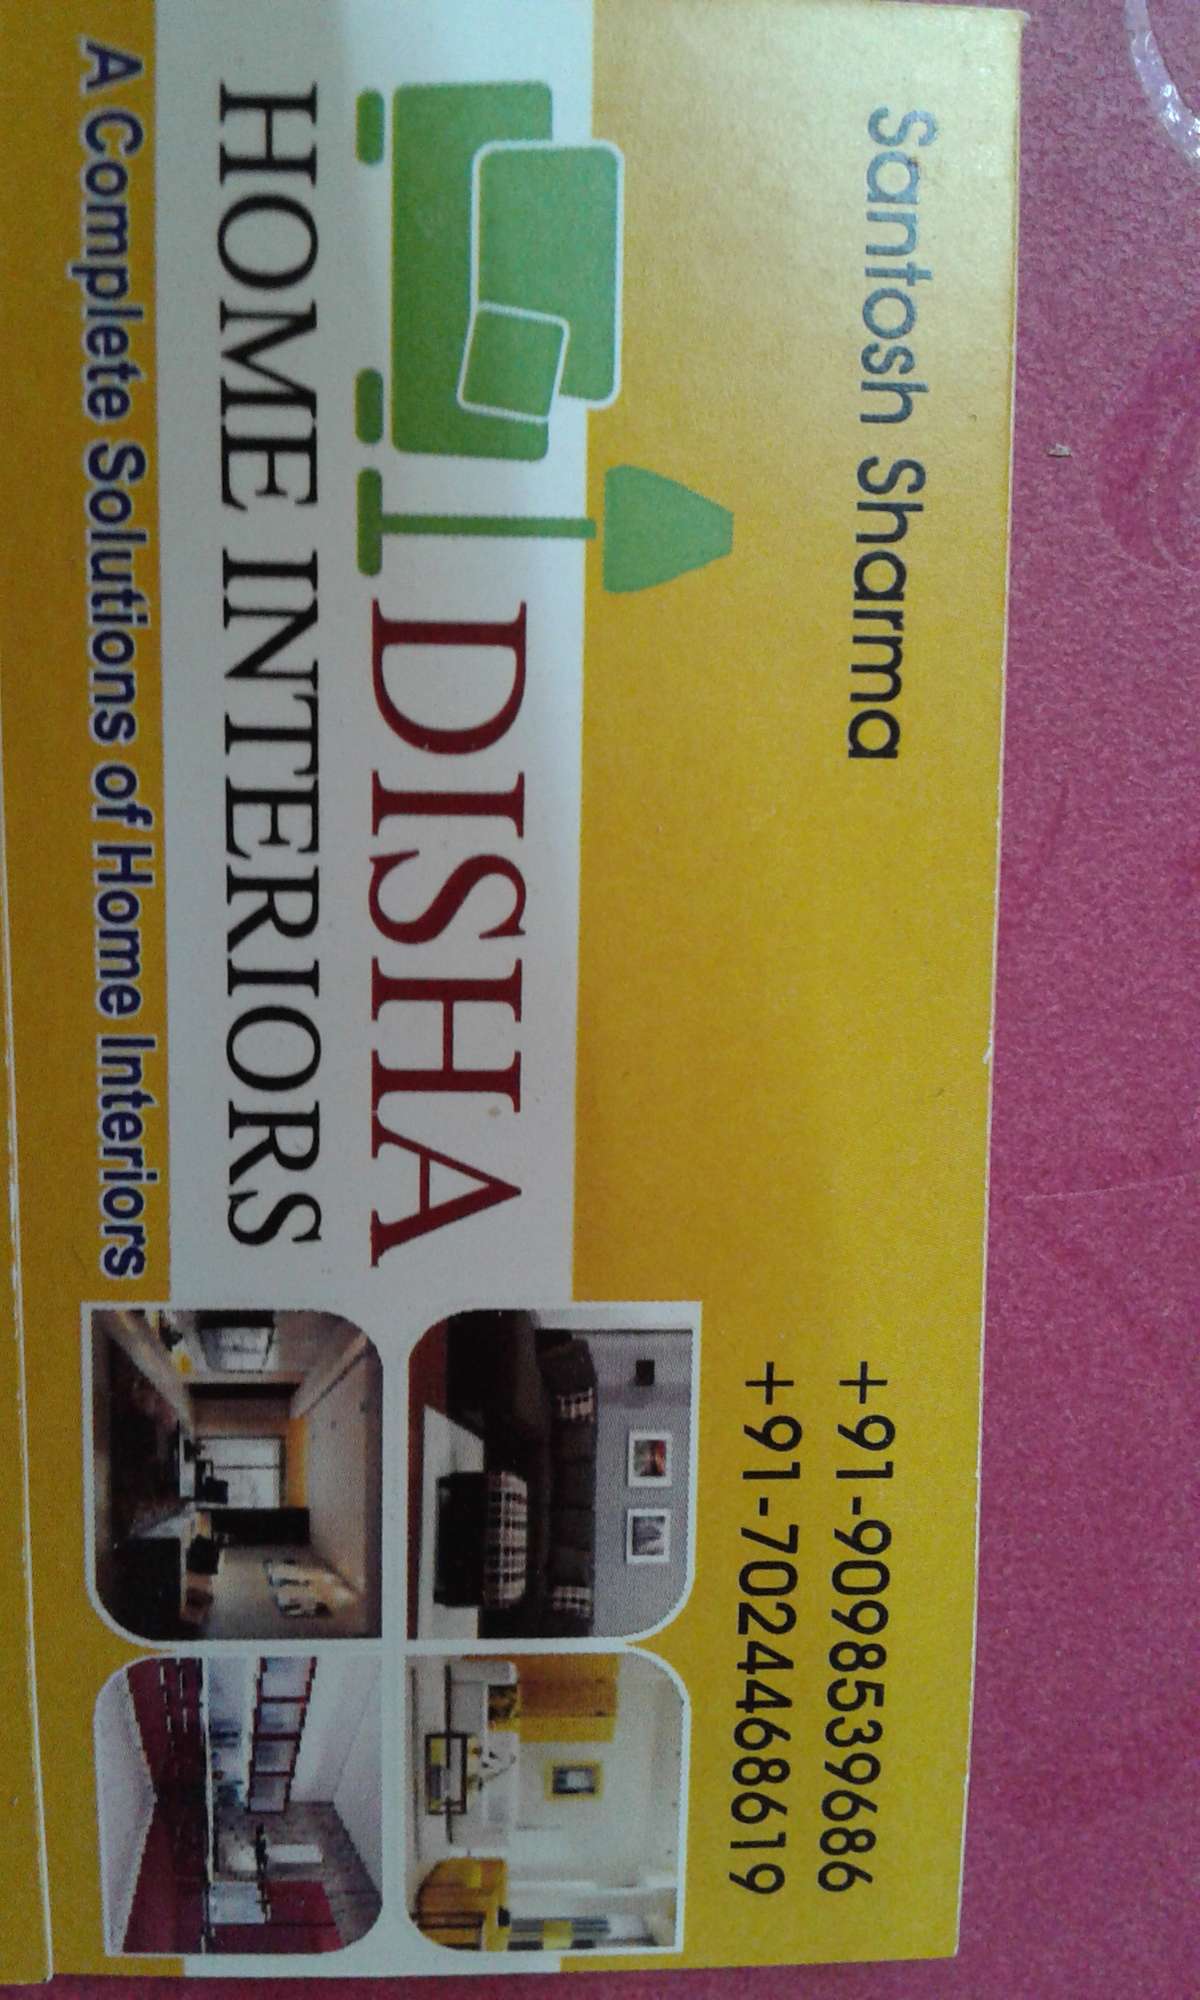 Santosh Sharma
+91-9098539686
+91-7024468619
DISHA
HOME INTERIORS
A Complete Solutions of Home Interiors